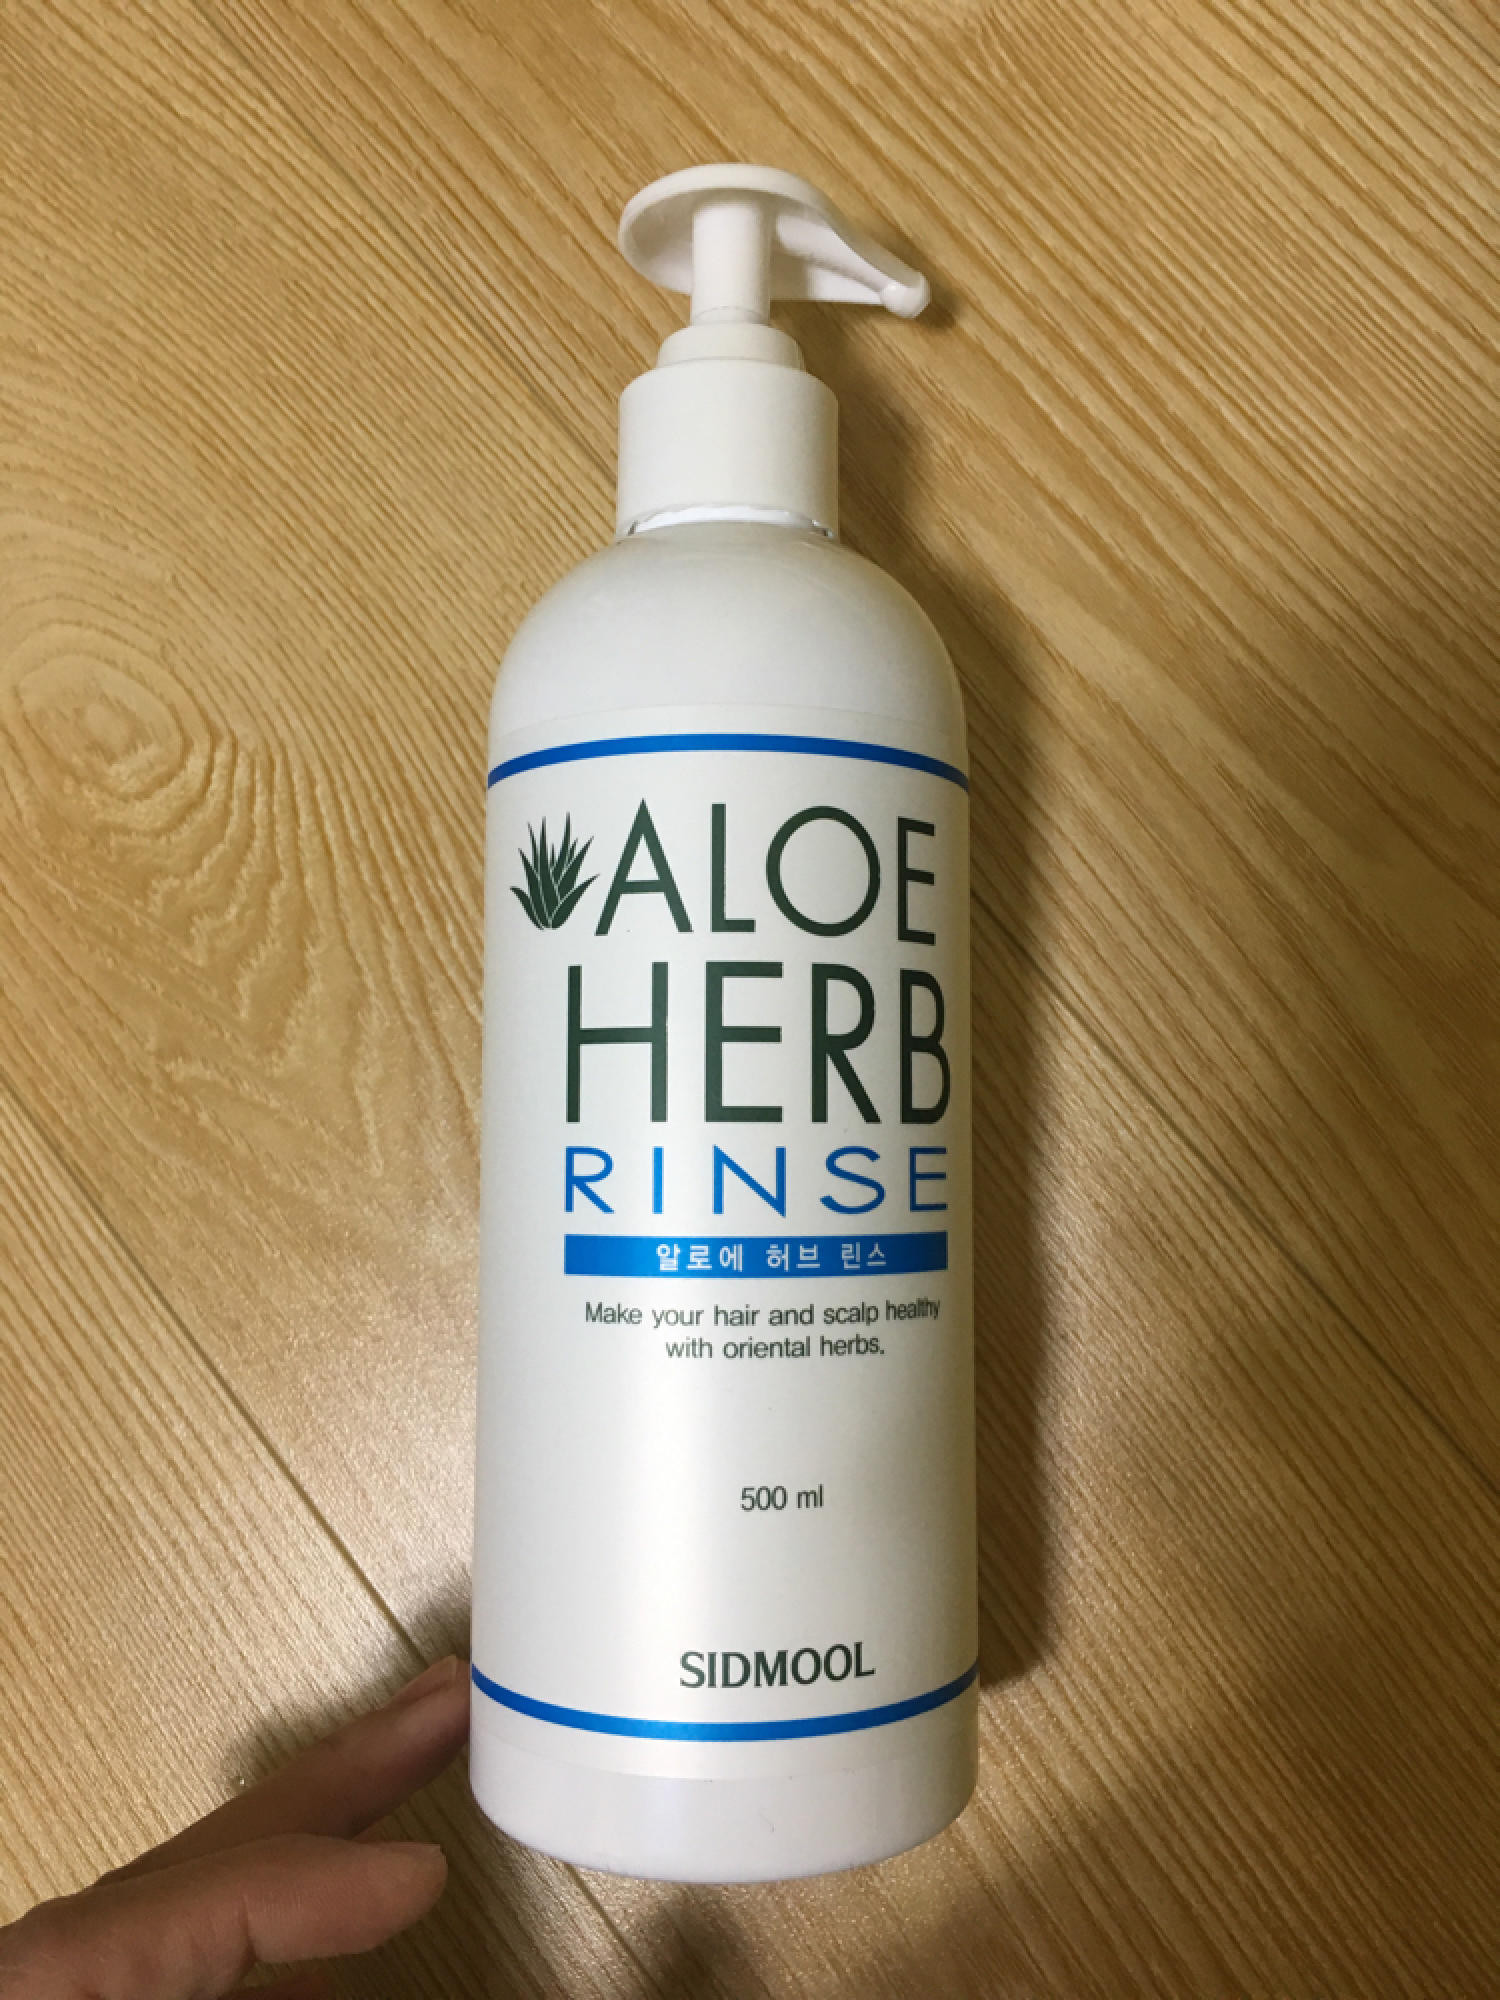 ALOE
HERB
RINSE
알로에 허브 린스
Make your hair and scalp healthy
with oriental herbs.
500 ml
SIDMOOL